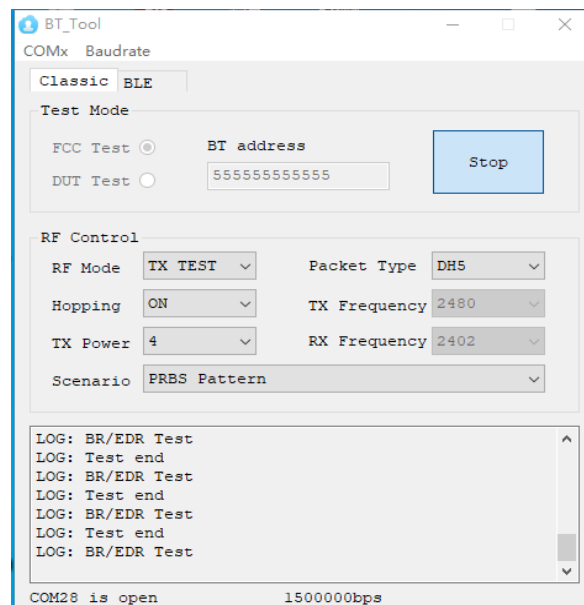 BT_Tool
COMx Baudrate
Classic BLE
Test Mode
FCC Test BT address
DUT Test 555555555555 Stop
RF Control
RF Mode TX TEST Packet Type DH5
Hopping ON TX Frequency 2480
TX Power 4 RX Frequency 2402
Scenario PRBS Pattern
LOG: BR/EDR Test
LOG: Test end
LOG: BR/EDR Test
LOG: Test end
LOG: BR/EDR Test
LOG: Test end
LOG: BR/EDR Test
COM28 is open 1500000bps